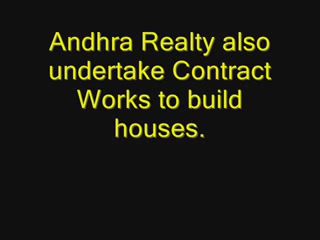 Andhra Realty also
undertake Contract
Works to build
houses.